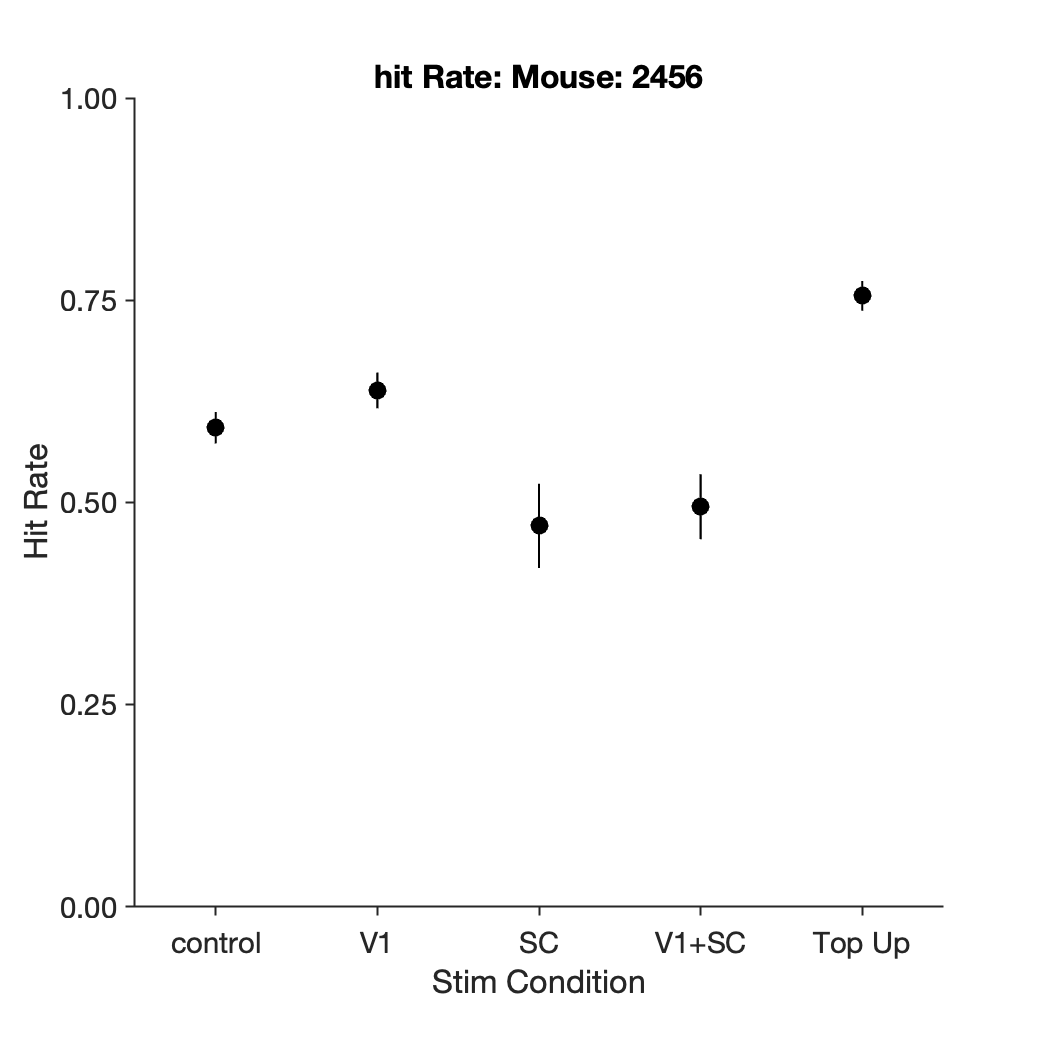 hit Rate: Mouse: 2456
1.00
0.75
0.50
0.25
0.00
Hit Rate
control V1 SC V1+SC Top Up
Stim Condition